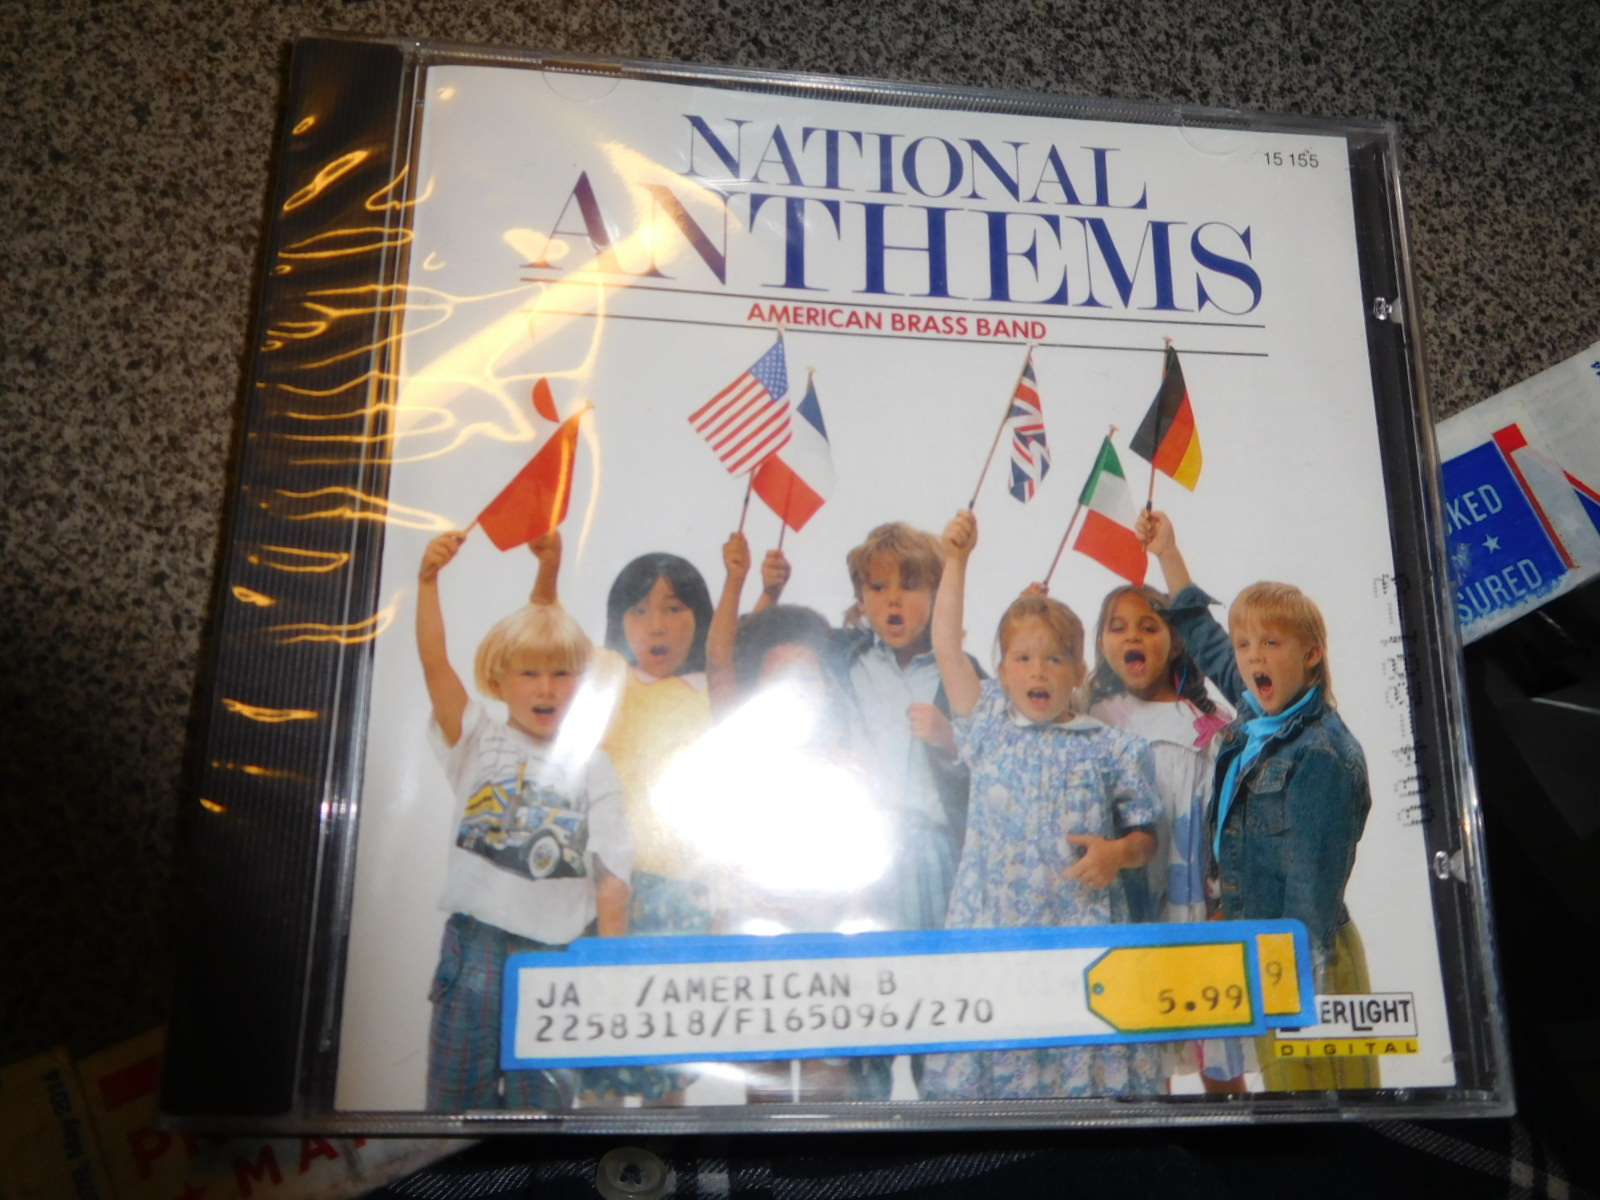 NATIONAL
15 155
ANTHEMS
AMERICAN BRASS BAND
KED
SURED
JA /AMERICAN B
2258318/F165096/270
5.99
9
ERLIGHT
DIGITAL
MA